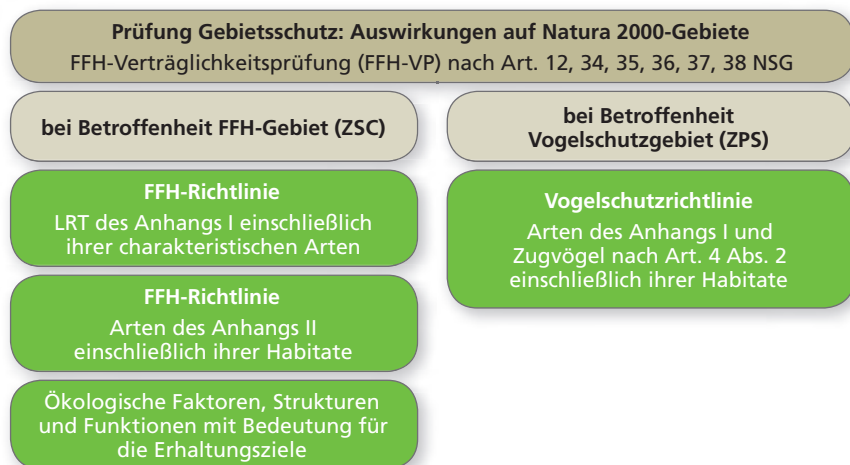 Prüfung Gebietsschutz: Auswirkungen auf Natura 2000-Gebiete
FFH-Verträglichkeitsprüfung (FFH-VP) nach Art. 12, 34, 35, 36, 37, 38 NSG
bei Betroffenheit FFH-Gebiet (ZSC)
FFH-Richtlinie
LRT des Anhangs I einschließlich
ihrer charakteristischen Arten
FFH-Richtlinie
Arten des Anhangs II
einschließlich ihrer Habitate
Ökologische Faktoren, Strukturen
und Funktionen mit Bedeutung für
die Erhaltungsziele
bei Betroffenheit
Vogelschutzgebiet (ZPS)
Vogelschutzrichtlinie
Arten des Anhangs I und
Zugvögel nach Art. 4 Abs. 2
einschließlich ihrer Habitate